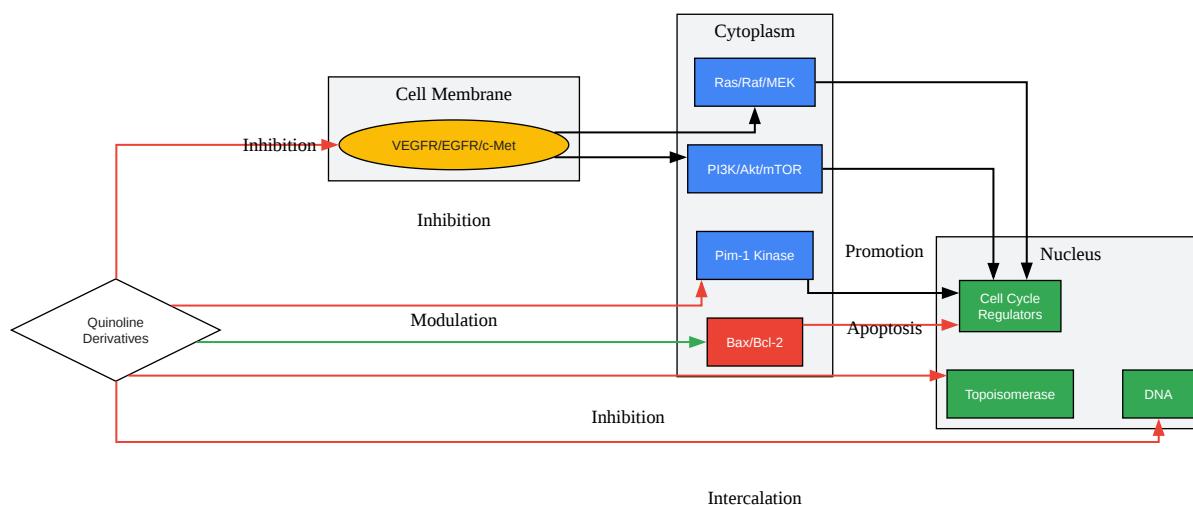 Cytoplasm
Ras/Raf/MEK
Cell Membrane
Inhibition
VEGFR/EGFR/c-Met
PI3K/Akt/mTOR
Inhibition
Pim-1 Kinase
Promotion
Nucleus
Cell Cycle
Regulators
Quinoline
Derivatives
Modulation
Bax/Bcl-2
Apoptosis
Topoisomerase
DNA
Inhibition
Intercalation